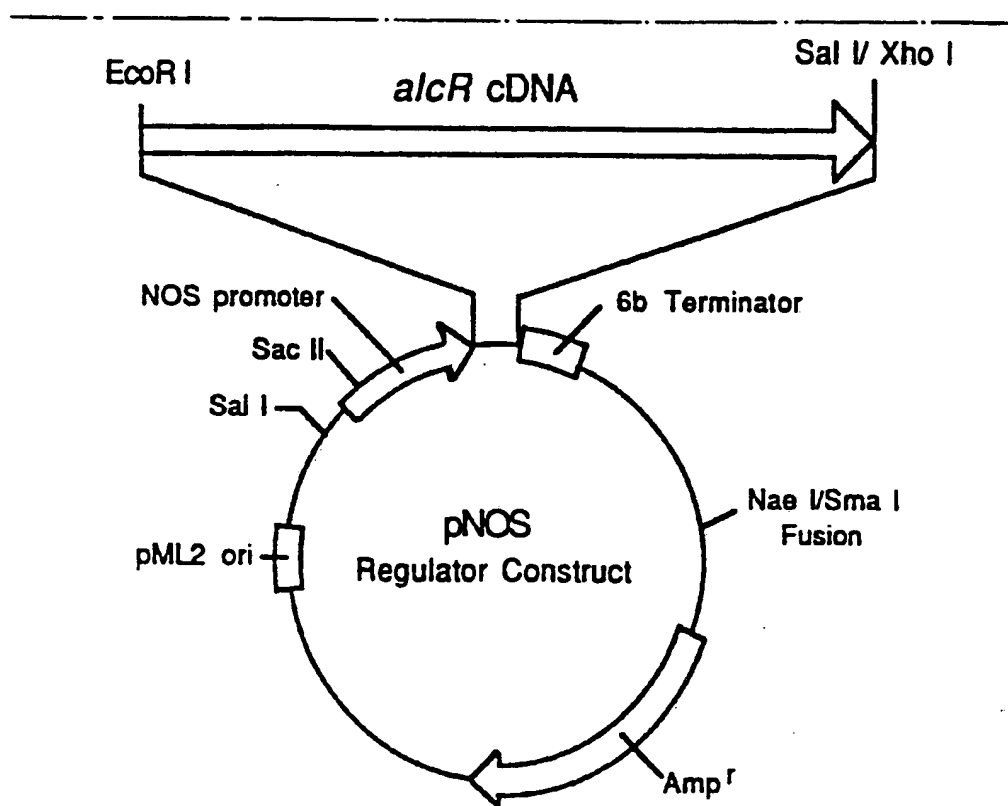 EcoR I
Sal I/ Xho I
alcR cDNA
NOS promoter
6b Terminator
Sac II
Sal I
Nae I/Sma I
Fusion
pNOS
Regulator Construct
pML2 ori
Amp r